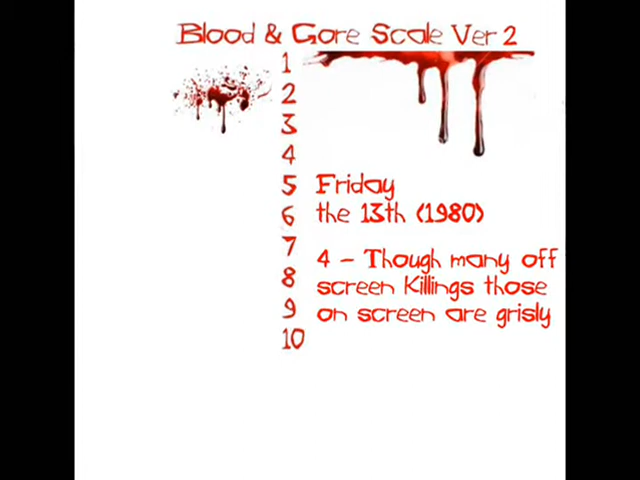 Blood & Gore Scale Ver 2
1
2
3
4
5
6
7
8
9
10
Friday
the 13th (1980)
4 - Though many off
screen Killings those
on screen are grisly